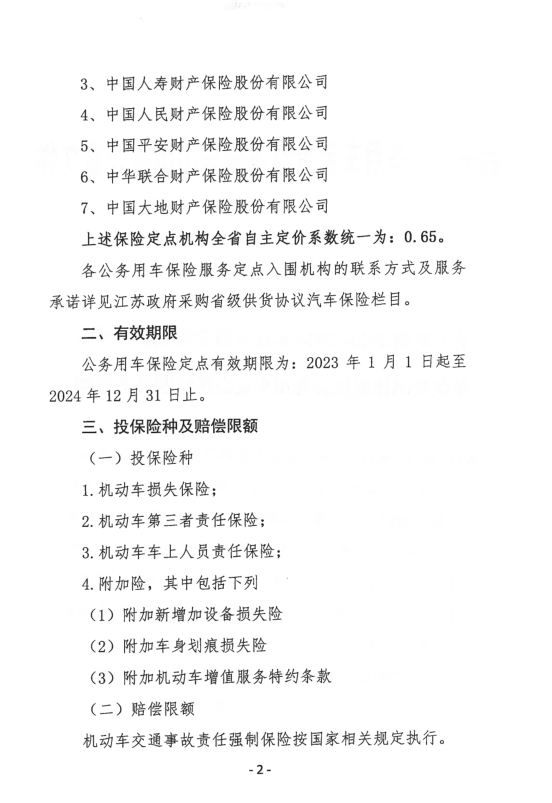 3、中国人寿财产保险股份有限公司
4、中国人民财产保险股份有限公司
5、中国平安财产保险股份有限公司
6、中华联合财产保险股份有限公司
7、中国大地财产保险股份有限公司
上述保险定点机构全省自主定价系数统一为：0.65。
各公务用车保险服务定点入围机构的联系方式及服务
承诺详见江苏政府采购省级供货协议汽车保险栏目。
二、有效期限
公务用车保险定点有效期限为：2023 年 1 月 1 日起至
2024 年 12 月 31 日止。
三、投保险种及赔偿限额
（一）投保险种
1.机动车损失保险；
2.机动车第三者责任保险；
3.机动车车上人员责任保险；
4.附加险，其中包括下列
（1）附加新增加设备损失险
（2）附加车身划痕损失险
（3）附加机动车增值服务特约条款
（二）赔偿限额
机动车交通事故责任强制保险按国家相关规定执行。
- 2 -